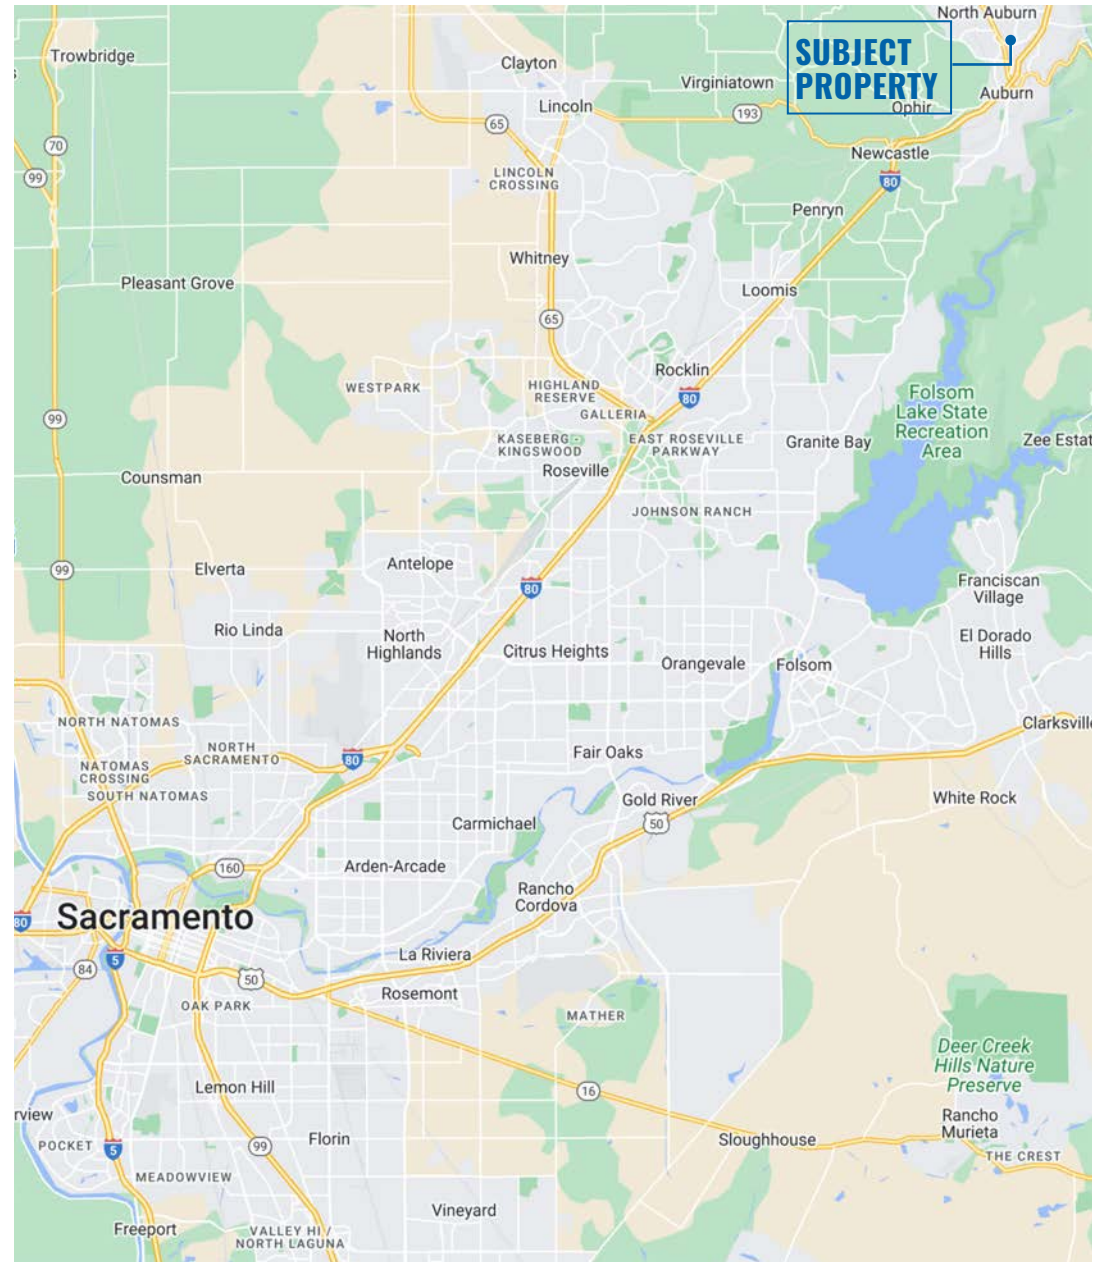 North Auburn
SUBJECT
PROPERTY
Trowbridge
Clayton
Virginiatown
Auburn
Lincoln
Ophir
193
65
70
Newcastle
99
LINCOLN
CROSSING
80
Penryn
Whitney
Pleasant Grove
Loomis
65
Rocklin
WESTPARK
HIGHLAND
RESERVE
80
Folsom
Lake State
Recreation
Area
GALLERIA
99
KASEBERG -
KINGSWOOD
EAST ROSEVILLE
PARKWAY
Granite Bay
Zee Estat
Roseville
Counsman
JOHNSON RANCH
Antelope
Elverta
99
80
Franciscan
Village
Rio Linda
North
Highlands
Citrus Heights
El Dorado
Hills
Orangevale
Folsom
NORTH NATOMAS
Clarksville
NORTH
SACRAMENTO
80
Fair Oaks
NATOMAS
CROSSING
SOUTH NATOMAS
Gold River
White Rock
50
Carmichael
160
Arden-Arcade
Rancho
Cordova
80
Sacramento
La Riviera
5
84
50
Rosemont
OAK PARK
MATHER
Deer Creek
Hills Nature
Preserve
Lemon Hill
16
rview
Rancho
Murieta
POCKET
5
99
Florin
Sloughhouse
THE CREST
MEADOWVIEW
Vineyard
Freeport
VALLEY HI /
NORTH LAGUNA